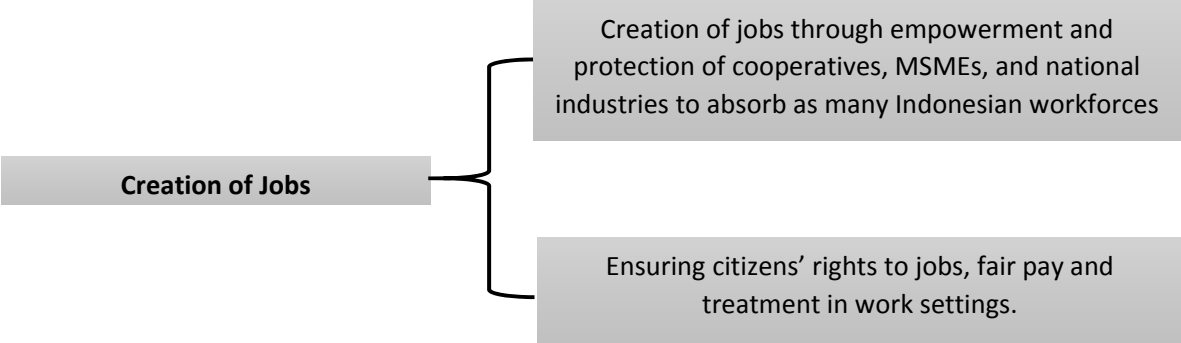 Creation of jobs through empowerment and
protection of cooperatives, MSMEs, and national
industries to absorb as many Indonesian workforces
Creation of Jobs
Ensuring citizens’ rights to jobs, fair pay and
treatment in work settings.